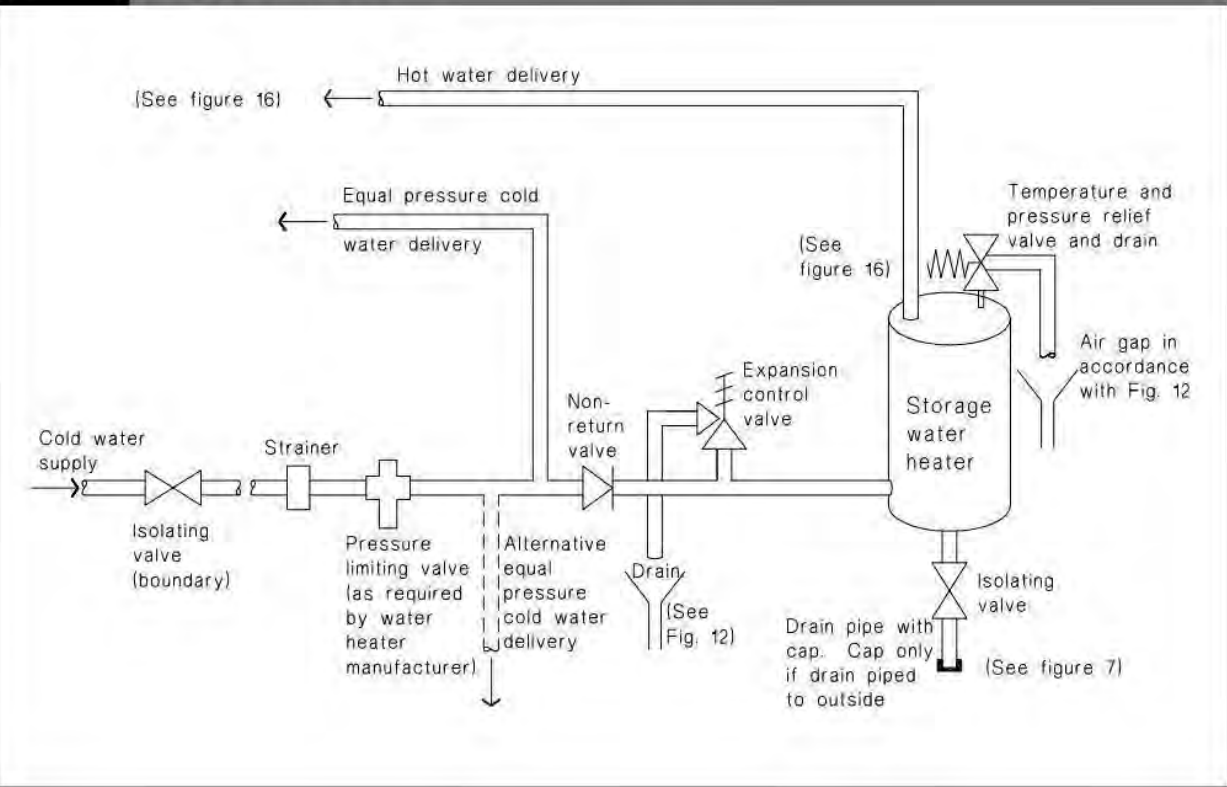 Hot water delivery
(See figure 16)
Equal pressure cold
water delivery
Temperature and
pressure relief
valve and drain
(See
figure 16)
Air gap in
accordance
with Fig. 12
Expansion
control
valve
Non-
return
valve
Storage
water
heater
Cold water
supply
Strainer
Isolating
valve
(boundary)
Pressure
limiting valve
(as required
by water
heater
manufacturer)
Alternative
equal
pressure
cold water
delivery
Drain
(See
Fig. 12)
Isolating
valve
Drain pipe with
cap. Cap only
if drain piped
to outside
(See figure 7)